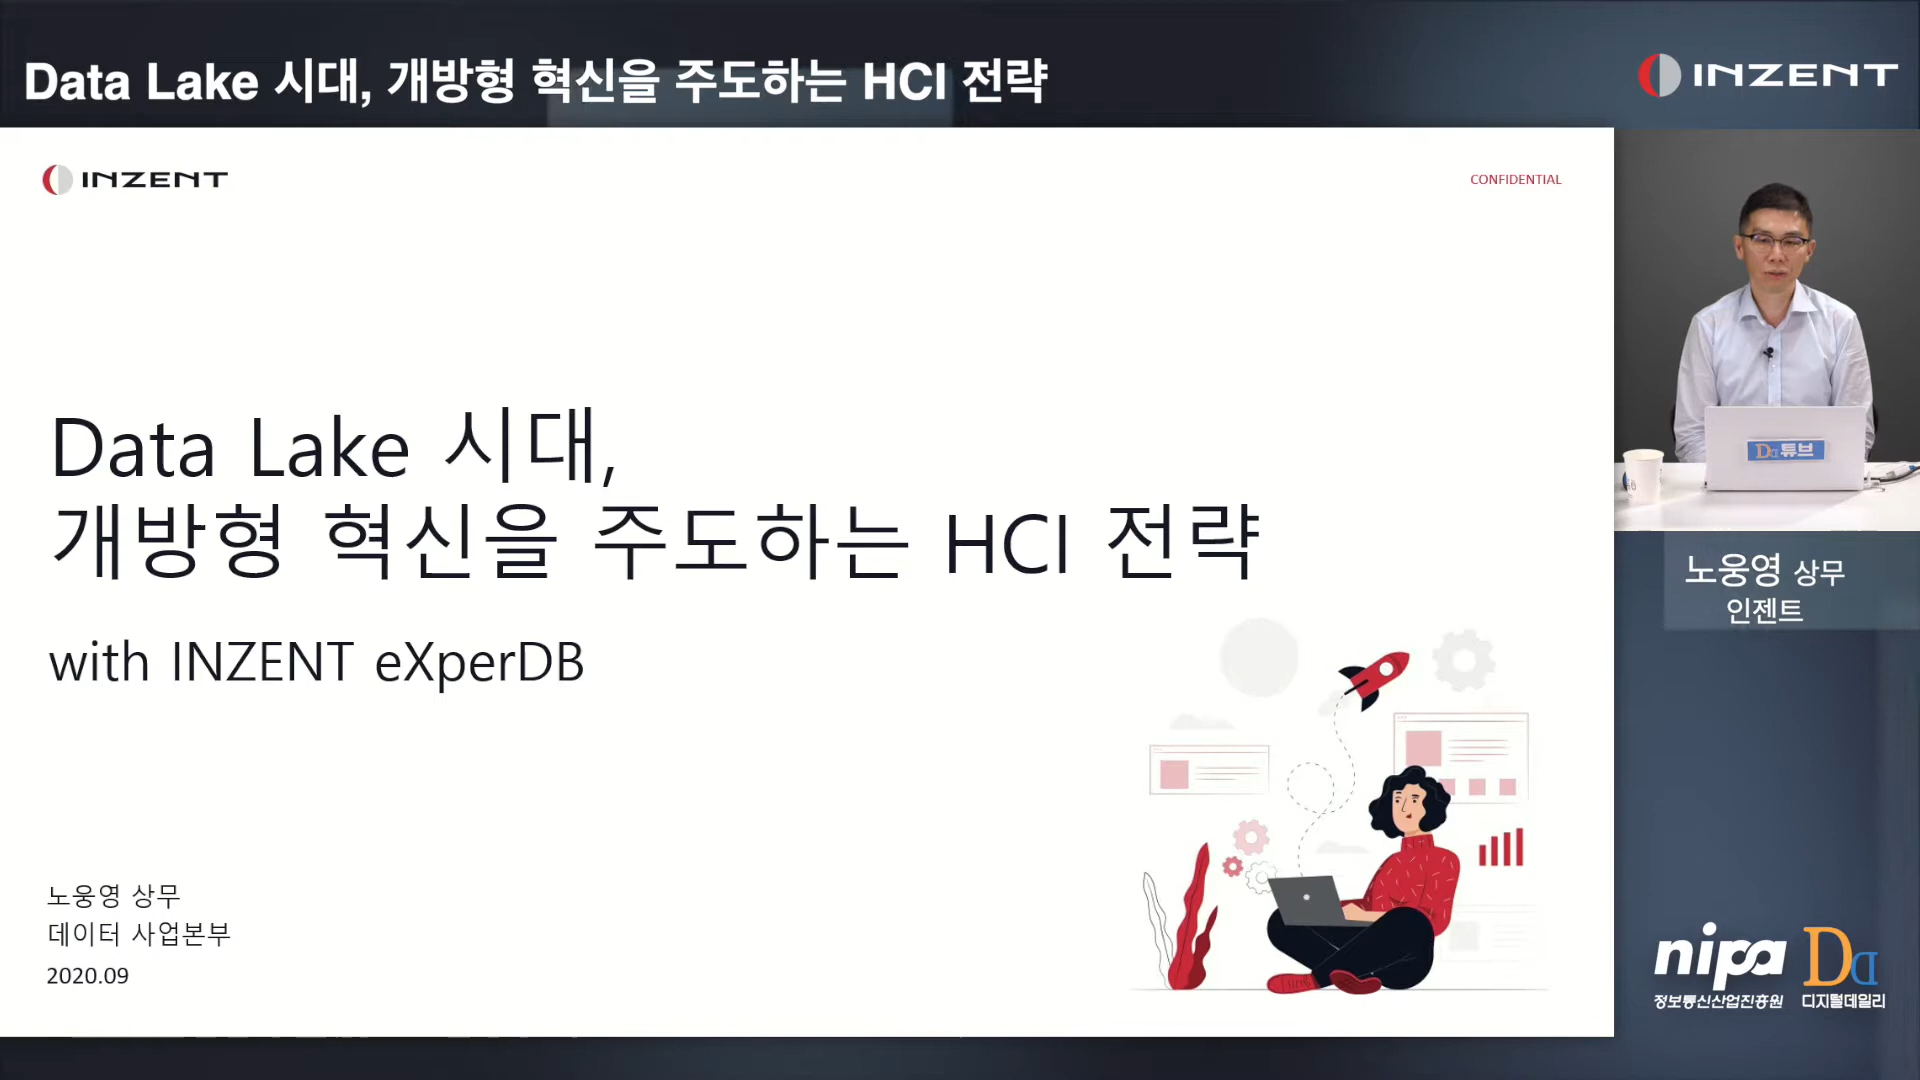 Data Lake 시대, 개방형 혁신을 주도하는 HCI 전략
INZENT
INZENT
CONFIDENTIAL
Data Lake 시대,
개방형 혁신을 주도하는 HCI 전략
with INZENT eXperDB
노웅영 상무
데이터 사업본부
2020.09
DD튜브
노웅영 상무
인젠트
nipa
정보통신산업진흥원
DD
디지털데일리